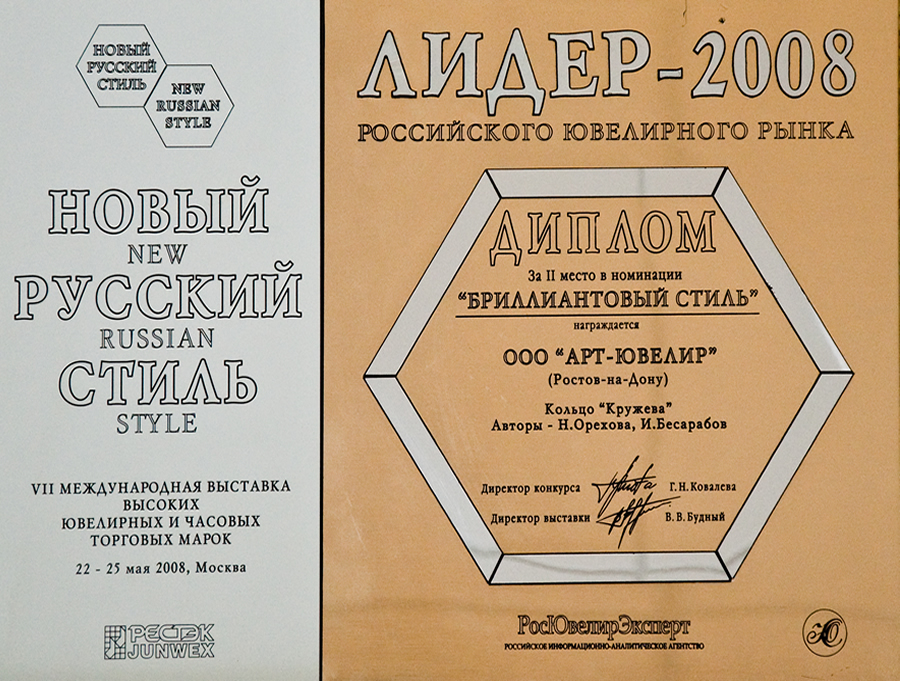 НОВЫЙ
РУССКИЙ
СТИЛЬ
NEW
RUSSIAN
STYLE
НОВЫЙ
NEW
РУССКИЙ
RUSSIAN
СТИЛЬ
STYLE
VII МЕЖДУНАРОДНАЯ ВЫСТАВКА
ВЫСОКИХ
ЮВЕЛИРНЫХ И ЧАСОВЫХ
ТОРГОВЫХ МАРОК
22 - 25 мая 2008, Москва
РЕСТЭК
JUNWEX
ЛИДЕР-2008
РОССИЙСКОГО ЮВЕЛИРНОГО РЫНКА
ДИПЛОМ
За II место в номинации
“БРИЛЛИАНТОВЫЙ СТИЛЬ”
награждается
ООО “АРТ-ЮВЕЛИР”
(Ростов-на-Дону)
Кольцо “Кружева”
Авторы - Н.Орехова, И.Бесарабов
Директор конкурса Г.Н.Ковалева
Директор выставки В.В.Будный
РосЮвелирЭксперт
РОССИЙСКОЕ ИНФОРМАЦИОННО-АНАЛИТИЧЕСКОЕ АГЕНТСТВО